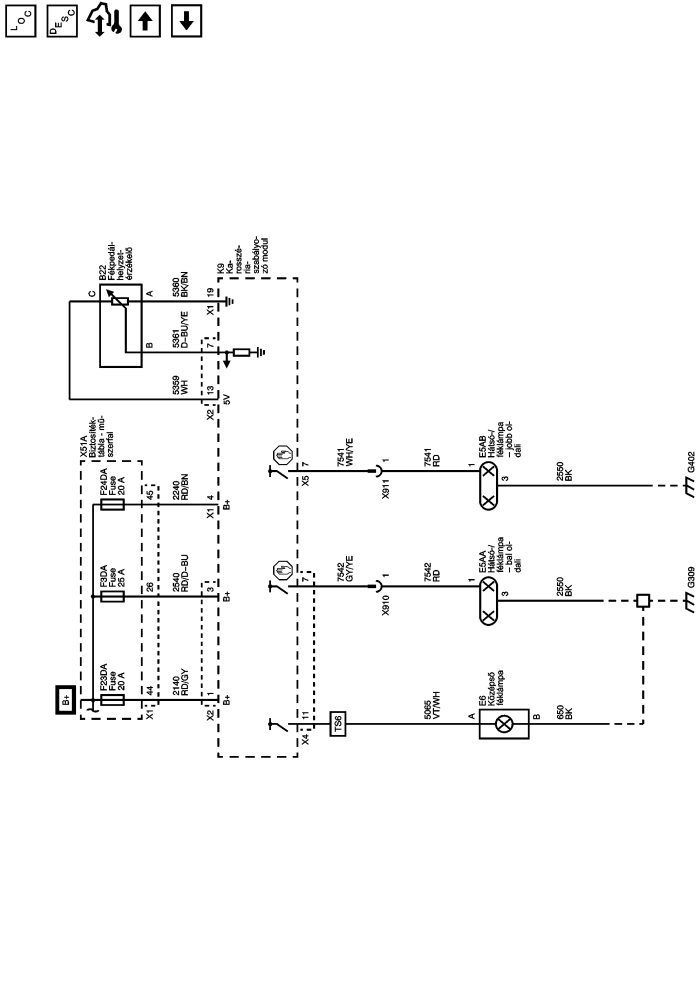 LOC
DESC
B22
Fékpedál-
helyzet-
érzékelő
C
A
B
5360
BK/BN
5361
D-BU/YE
5359
WH
X1
19
7
X2
13
5V
K9
Ka-
rosszé-
ria-
szabályo-
zó modul
X51A
Biztosíték-
tábla - mű-
szerfal
F24DA
Fuse
20 A
F3DA
Fuse
25 A
F23DA
Fuse
20 A
B+
45
26
X1
44
2240
RD/BN
2540
RD/D-BU
2140
RD/GY
X1
4
B+
3
B+
X2
1
B+
X5
7
7541
WH/YE
X911
1
7541
RD
1
E5AB
Hátsó-/
féklámpa
– jobb ol-
dali
3
2550
BK
G402
7
7542
GY/YE
X910
1
7542
RD
1
E5AA
Hátsó-/
féklámpa
– bal ol-
dali
3
2550
BK
G309
X4
11
TS6
5065
VT/WH
A
E6
Középső
féklámpa
B
650
BK